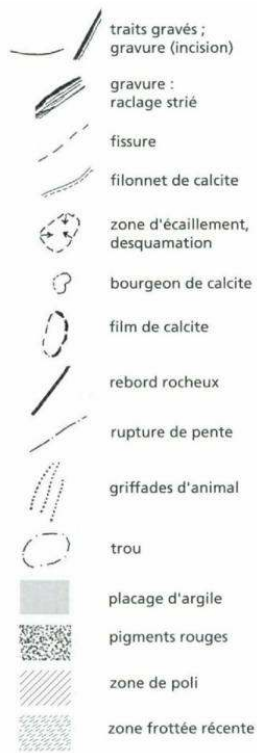 traits gravés ;
gravure (incision)
gravure :
raclage strié
fissure
filonnet de calcite
zone d'écaillement,
desquamation
bourgeon de calcite
film de calcite
rebord rocheux
rupture de pente
griffades d'animal
trou
placage d'argile
pigments rouges
zone de poli
zone frottée récente